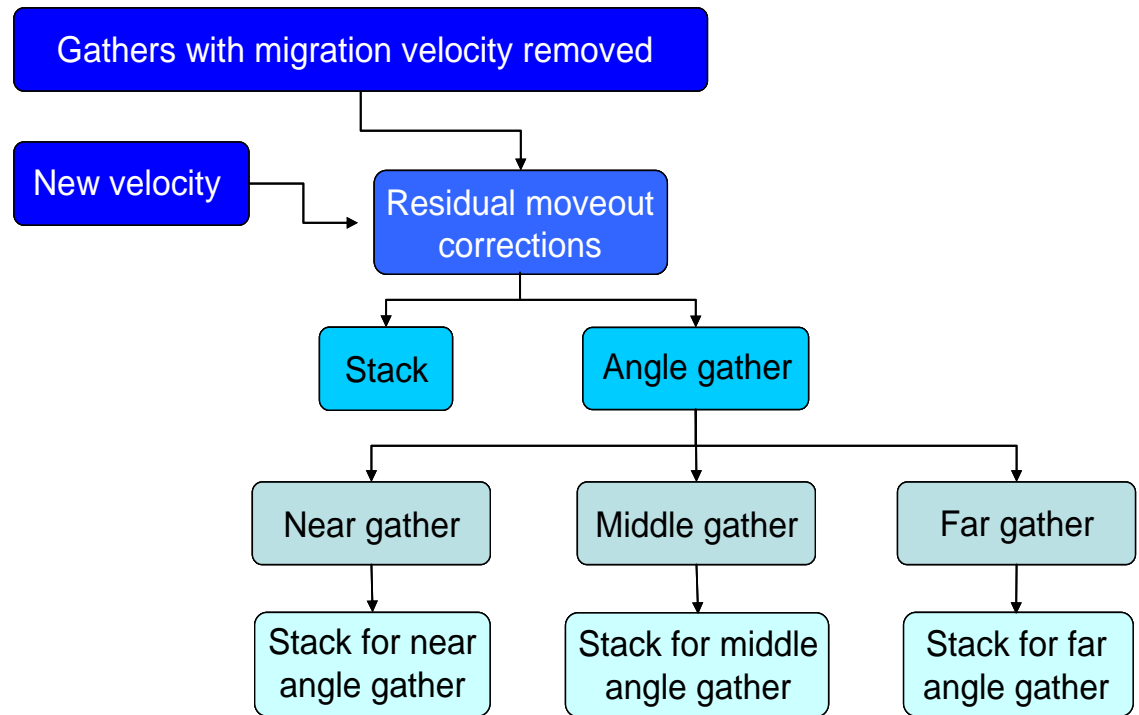 Gathers with migration velocity removed
New velocity
Residual moveout
corrections
Stack
Angle gather
Near gather
Middle gather
Far gather
Stack for near
angle gather
Stack for middle
angle gather
Stack for far
angle gather